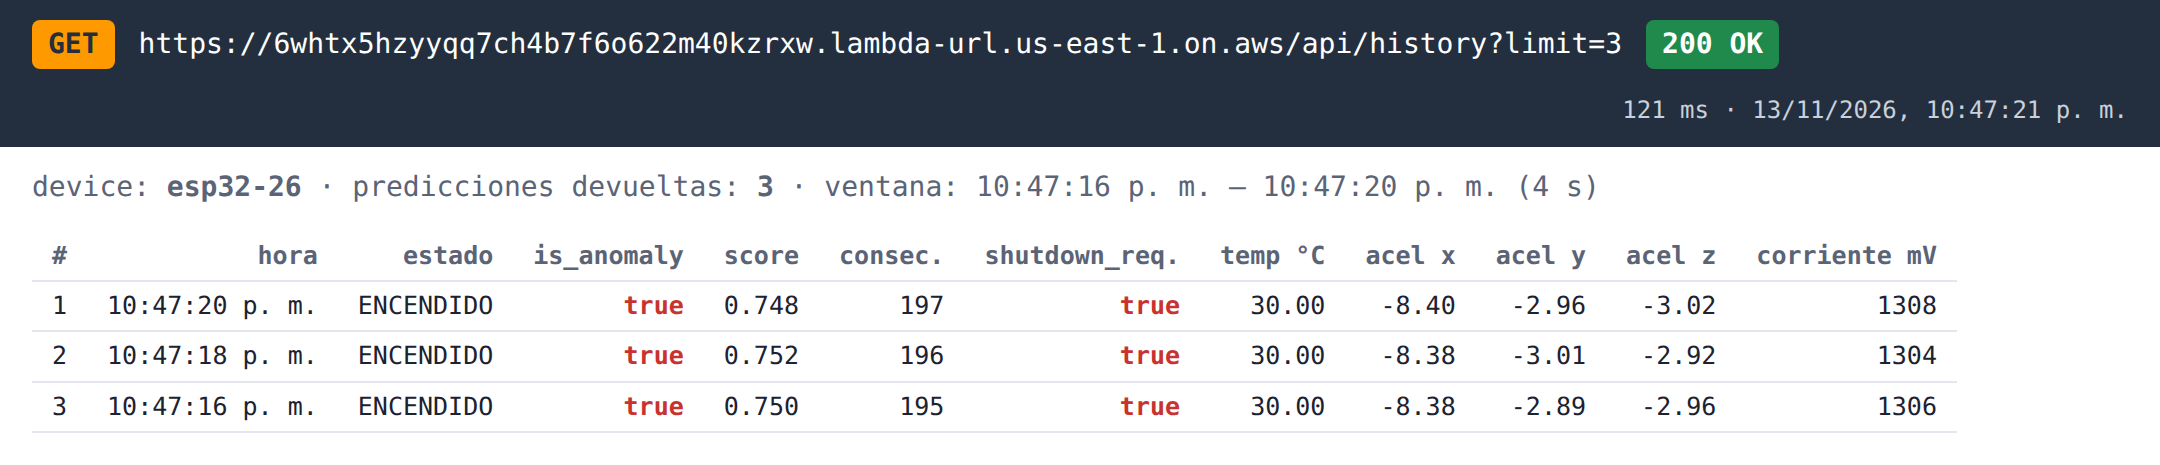 GET https://6whtx5hzyyqq7ch4b7f6o622m40kzrxw.lambda-url.us-east-1.on.aws/api/history?limit=3 200 OK
121 ms · 13/11/2026, 10:47:21 p. m.
device: esp32-26 · predicciones devueltas: 3 · ventana: 10:47:16 p. m. — 10:47:20 p. m. (4 s)
# hora estado is_anomaly score consec. shutdown_req. temp °C acel x acel y acel z corriente mV
1 10:47:20 p. m. ENCENDIDO true 0.748 197 true 30.00 -8.40 -2.96 -3.02 1308
2 10:47:18 p. m. ENCENDIDO true 0.752 196 true 30.00 -8.38 -3.01 -2.92 1304
3 10:47:16 p. m. ENCENDIDO true 0.750 195 true 30.00 -8.38 -2.89 -2.96 1306